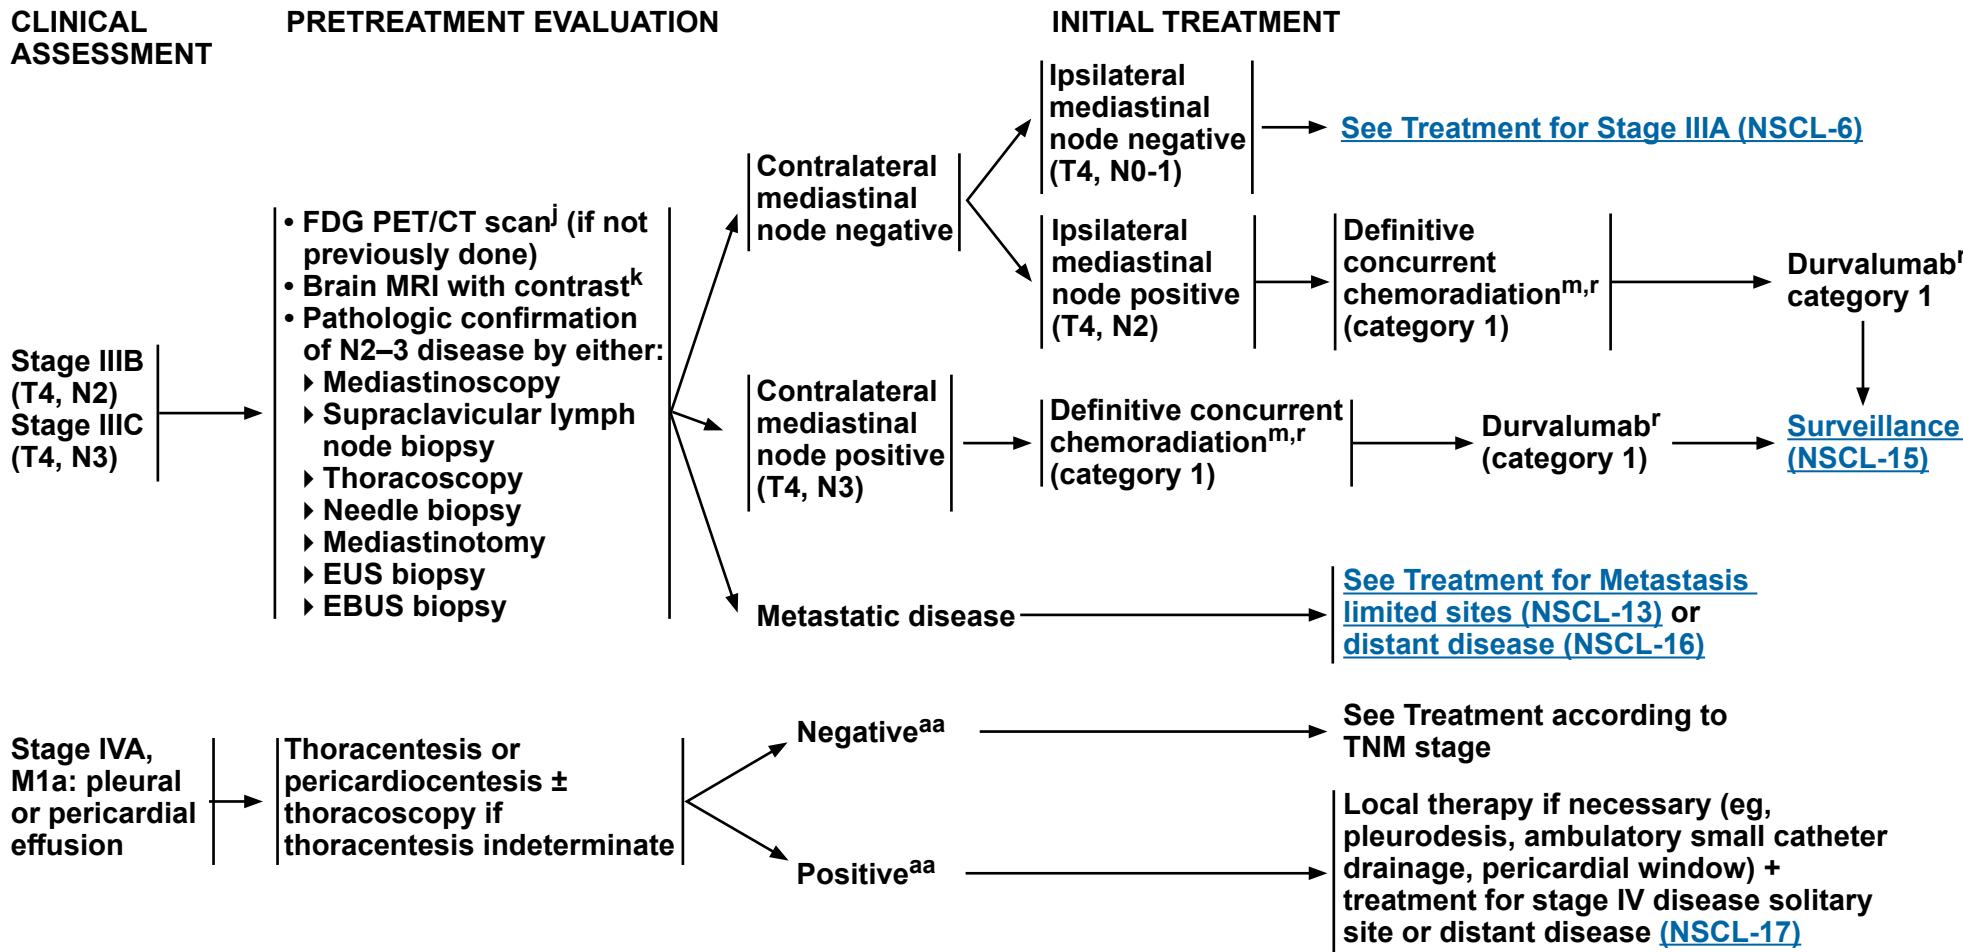 CLINICAL
ASSESSMENT
PRETREATMENT EVALUATION
INITIAL TREATMENT
Stage IIIB
(T4, N2)
Stage IIIC
(T4, N3)
• FDG PET/CT scanʲ (if not
previously done)
• Brain MRI with contrastᵏ
• Pathologic confirmation
of N2–3 disease by either:
▸ Mediastinoscopy
▸ Supraclavicular lymph
node biopsy
▸ Thoracoscopy
▸ Needle biopsy
▸ Mediastinotomy
▸ EUS biopsy
▸ EBUS biopsy
Contralateral
mediastinal
node negative
Ipsilateral
mediastinal
node negative
(T4, N0-1)
See Treatment for Stage IIIA (NSCL-6)
Ipsilateral
mediastinal
node positive
(T4, N2)
Definitive
concurrent
chemoradiationᵐ,ʳ
(category 1)
Durvalumabʳ
category 1
Contralateral
mediastinal
node positive
(T4, N3)
Definitive concurrent
chemoradiationᵐ,ʳ
(category 1)
Durvalumabʳ
(category 1)
Surveillance
(NSCL-15)
Metastatic disease
See Treatment for Metastasis
limited sites (NSCL-13) or
distant disease (NSCL-16)
Stage IVA,
M1a: pleural
or pericardial
effusion
Thoracentesis or
pericardiocentesis ±
thoracoscopy if
thoracentesis indeterminate
Negativeᵃᵃ
See Treatment according to
TNM stage
Positiveᵃᵃ
Local therapy if necessary (eg,
pleurodesis, ambulatory small catheter
drainage, pericardial window) +
treatment for stage IV disease solitary
site or distant disease (NSCL-17)